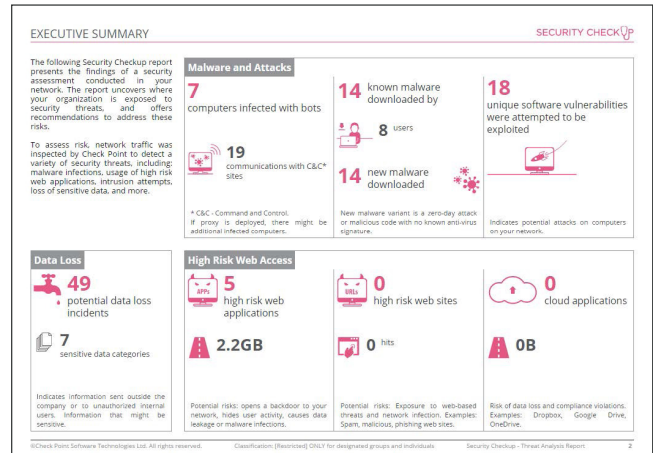 EXECUTIVE SUMMARY
SECURITY CHECKUP
The following Security Checkup report
presents the findings of a security
assessment conducted in your
network. The report uncovers where
your organization is exposed to
security threats, and offers
recommendations to address these
risks.
To assess risk, network traffic was
inspected by Check Point to detect a
variety of security threats, including:
malware infections, usage of high risk
web applications, intrusion attempts,
loss of sensitive data, and more.
Malware and Attacks
7
computers infected with bots
19
communications with C&C*
sites
* C&C - Command and Control.
If proxy is deployed, there might be
additional infected computers.
14 known malware
downloaded by
8 users
14 new malware
downloaded
New malware variant is a zero-day attack
or malicious code with no known anti-virus
signature.
18
unique software vulnerabilities
were attempted to be
exploited
Indicates potential attacks on computers
on your network.
Data Loss
49
potential data loss
incidents
7
sensitive data categories
Indicates information sent outside the
company or to unauthorized internal
users. Information that might be
sensitive.
High Risk Web Access
APPs
5
high risk web
applications
2.2GB
Potential risks: opens a backdoor to your
network, hides user activity, causes data
leakage or malware infections.
URLs
0
high risk web sites
0 hits
Potential risks: Exposure to web-based
threats and network infection. Examples:
Spam, malicious, phishing web sites.
0
cloud applications
0B
Risk of data loss and compliance violations.
Examples: Dropbox, Google Drive,
OneDrive.
©Check Point Software Technologies Ltd. All rights reserved.
Classification: [Restricted] ONLY for designated groups and individuals
Security Checkup - Threat Analysis Report
2